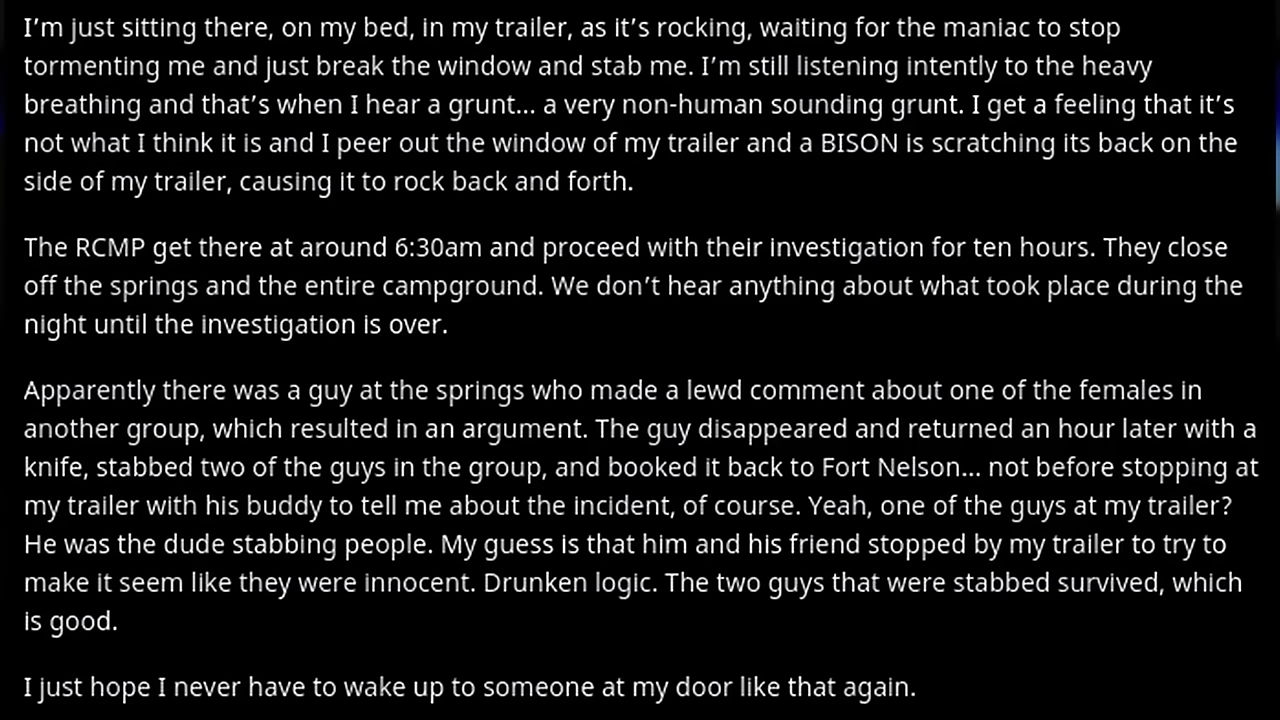 I’m just sitting there, on my bed, in my trailer, as it’s rocking, waiting for the maniac to stop
tormenting me and just break the window and stab me. I’m still listening intently to the heavy
breathing and that’s when I hear a grunt... a very non-human sounding grunt. I get a feeling that it’s
not what I think it is and I peer out the window of my trailer and a BISON is scratching its back on the
side of my trailer, causing it to rock back and forth.
The RCMP get there at around 6:30am and proceed with their investigation for ten hours. They close
off the springs and the entire campground. We don’t hear anything about what took place during the
night until the investigation is over.
Apparently there was a guy at the springs who made a lewd comment about one of the females in
another group, which resulted in an argument. The guy disappeared and returned an hour later with a
knife, stabbed two of the guys in the group, and booked it back to Fort Nelson... not before stopping at
my trailer with his buddy to tell me about the incident, of course. Yeah, one of the guys at my trailer?
He was the dude stabbing people. My guess is that him and his friend stopped by my trailer to try to
make it seem like they were innocent. Drunken logic. The two guys that were stabbed survived, which
is good.
I just hope I never have to wake up to someone at my door like that again.